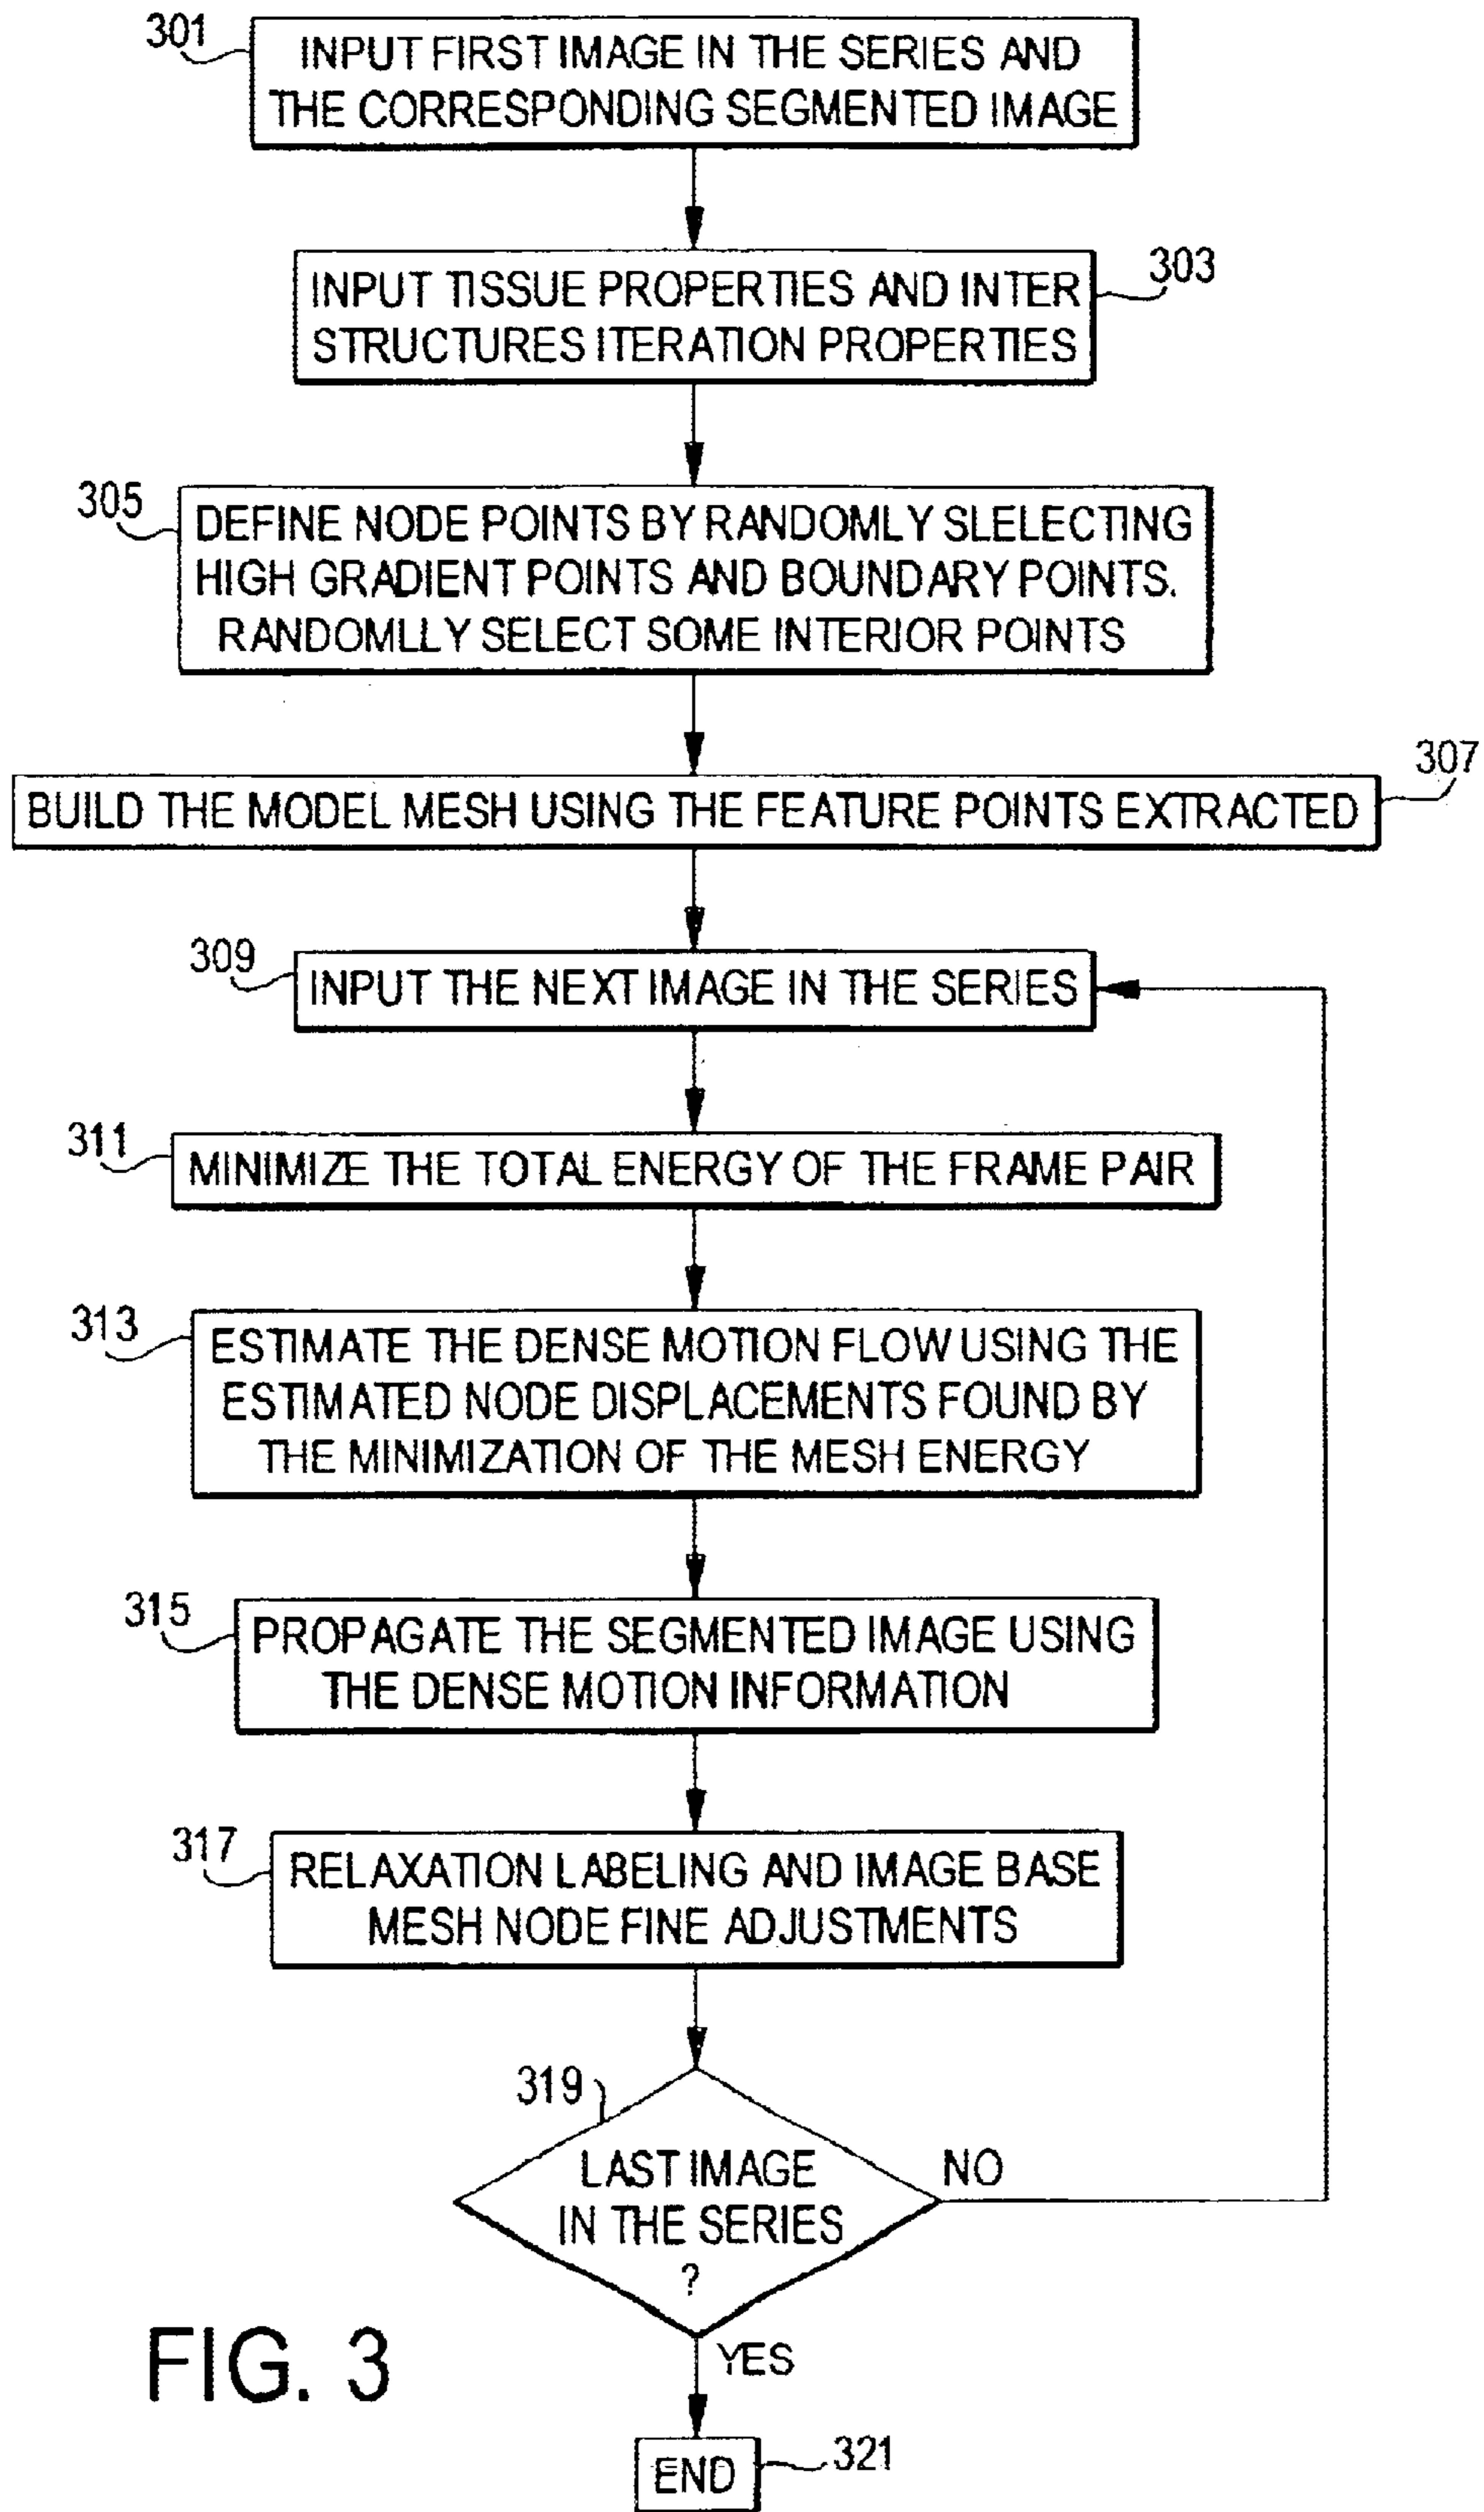 301
INPUT FIRST IMAGE IN THE SERIES AND
THE CORRESPONDING SEGMENTED IMAGE
303
INPUT TISSUE PROPERTIES AND INTER
STRUCTURES ITERATION PROPERTIES
305
DEFINE NODE POINTS BY RANDOMLY SLELECTING
HIGH GRADIENT POINTS AND BOUNDARY POINTS.
RANDOMLLY SELECT SOME INTERIOR POINTS
307
BUILD THE MODEL MESH USING THE FEATURE POINTS EXTRACTED
309
INPUT THE NEXT IMAGE IN THE SERIES
311
MINIMIZE THE TOTAL ENERGY OF THE FRAME PAIR
313
ESTIMATE THE DENSE MOTION FLOW USING THE
ESTIMATED NODE DISPLACEMENTS FOUND BY
THE MINIMIZATION OF THE MESH ENERGY
315
PROPAGATE THE SEGMENTED IMAGE USING
THE DENSE MOTION INFORMATION
317
RELAXATION LABELING AND IMAGE BASE
MESH NODE FINE ADJUSTMENTS
319
LAST IMAGE
IN THE SERIES
?
NO
YES
END
321
FIG. 3